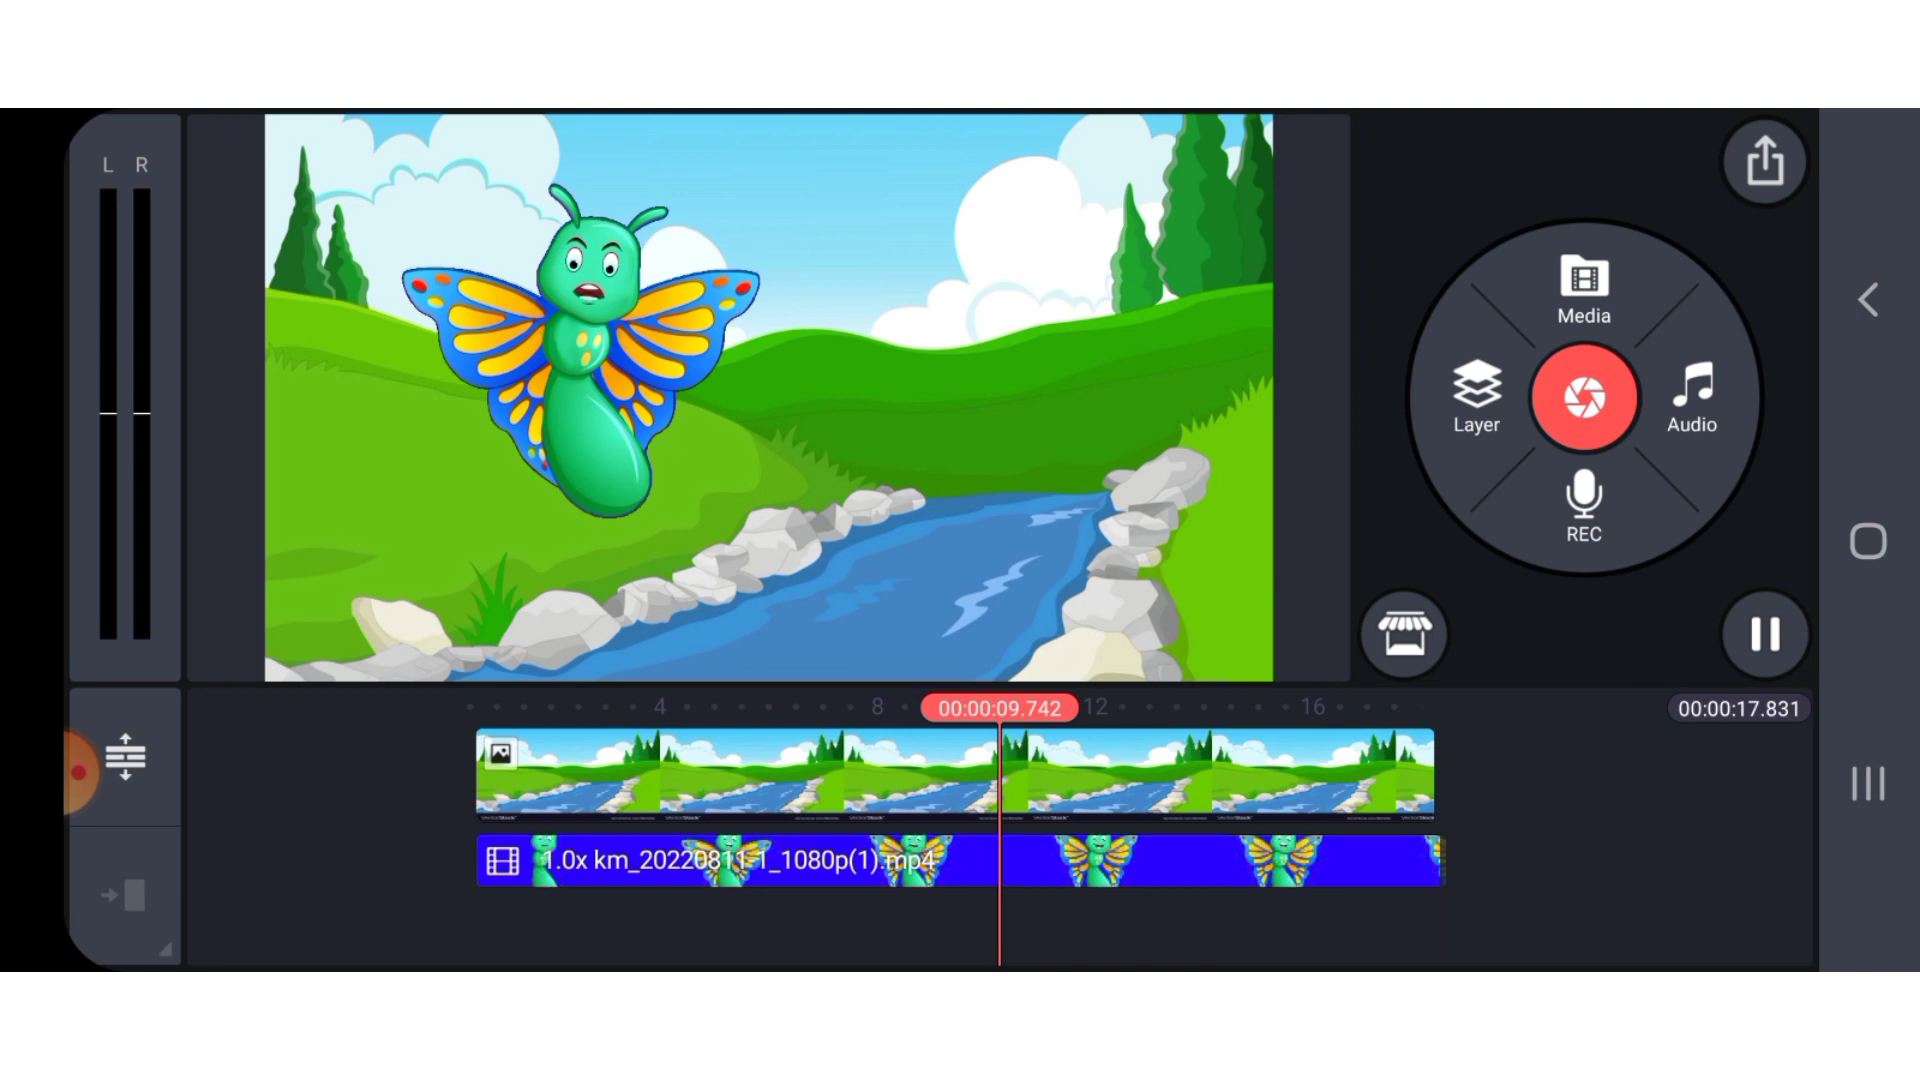 L R
Media
Layer
Audio
REC
4 8 00:00:09.742 12 16 00:00:17.831
1.0x km_20220811-1_1080p(1).mp4